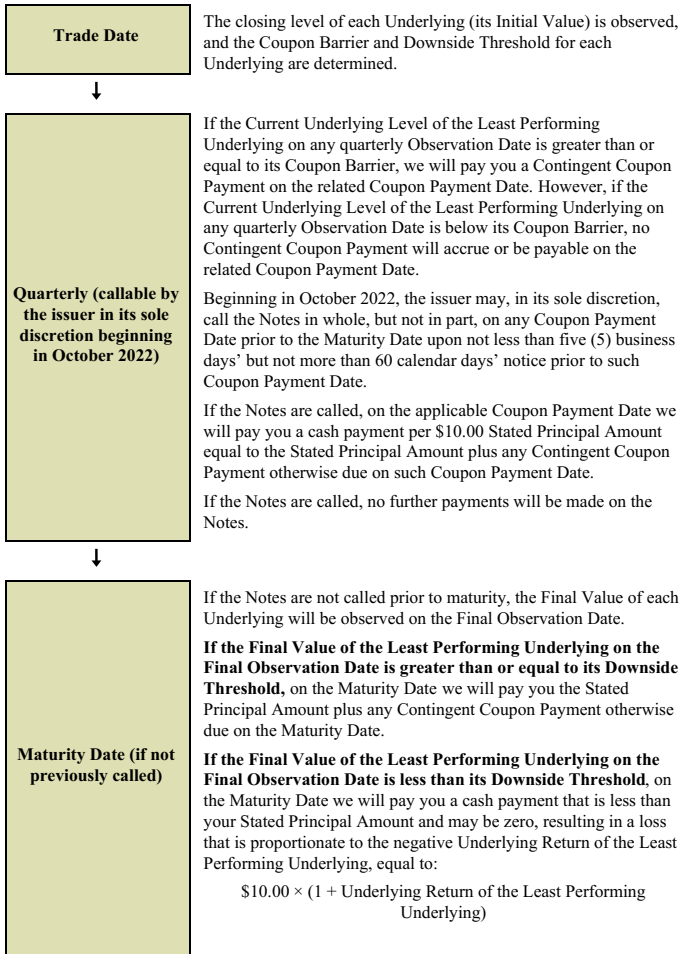 Trade Date
The closing level of each Underlying (its Initial Value) is observed,
and the Coupon Barrier and Downside Threshold for each
Underlying are determined.
Quarterly (callable by
the issuer in its sole
discretion beginning
in October 2022)
If the Current Underlying Level of the Least Performing
Underlying on any quarterly Observation Date is greater than or
equal to its Coupon Barrier, we will pay you a Contingent Coupon
Payment on the related Coupon Payment Date. However, if the
Current Underlying Level of the Least Performing Underlying on
any quarterly Observation Date is below its Coupon Barrier, no
Contingent Coupon Payment will accrue or be payable on the
related Coupon Payment Date.
Beginning in October 2022, the issuer may, in its sole discretion,
call the Notes in whole, but not in part, on any Coupon Payment
Date prior to the Maturity Date upon not less than five (5) business
days’ but not more than 60 calendar days’ notice prior to such
Coupon Payment Date.
If the Notes are called, on the applicable Coupon Payment Date we
will pay you a cash payment per $10.00 Stated Principal Amount
equal to the Stated Principal Amount plus any Contingent Coupon
Payment otherwise due on such Coupon Payment Date.
If the Notes are called, no further payments will be made on the
Notes.
Maturity Date (if not
previously called)
If the Notes are not called prior to maturity, the Final Value of each
Underlying will be observed on the Final Observation Date.
If the Final Value of the Least Performing Underlying on the
Final Observation Date is greater than or equal to its Downside
Threshold, on the Maturity Date we will pay you the Stated
Principal Amount plus any Contingent Coupon Payment otherwise
due on the Maturity Date.
If the Final Value of the Least Performing Underlying on the
Final Observation Date is less than its Downside Threshold, on
the Maturity Date we will pay you a cash payment that is less than
your Stated Principal Amount and may be zero, resulting in a loss
that is proportionate to the negative Underlying Return of the Least
Performing Underlying, equal to:
$10.00 × (1 + Underlying Return of the Least Performing
Underlying)